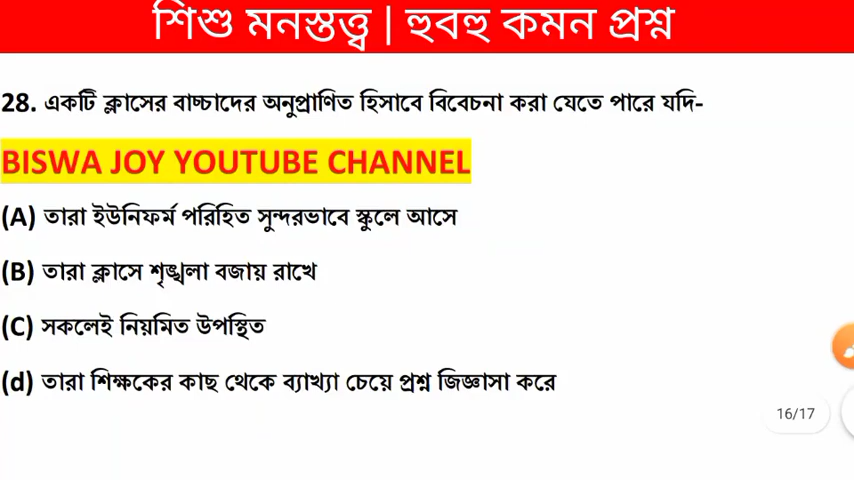 শিশু মনস্তত্ত্ব | হুবহু কমন প্রশ্ন
28. একটি ক্লাসের বাচ্চাদের অনুপ্রাণিত হিসাবে বিবেচনা করা যেতে পারে যদি-
BISWA JOY YOUTUBE CHANNEL
(A) তারা ইউনিফর্ম পরিহিত সুন্দরভাবে স্কুলে আসে
(B) তারা ক্লাসে শৃঙ্খলা বজায় রাখে
(C) সকলেই নিয়মিত উপস্থিত
(d) তারা শিক্ষকের কাছ থেকে ব্যাখ্যা চেয়ে প্রশ্ন জিজ্ঞাসা করে
16/17